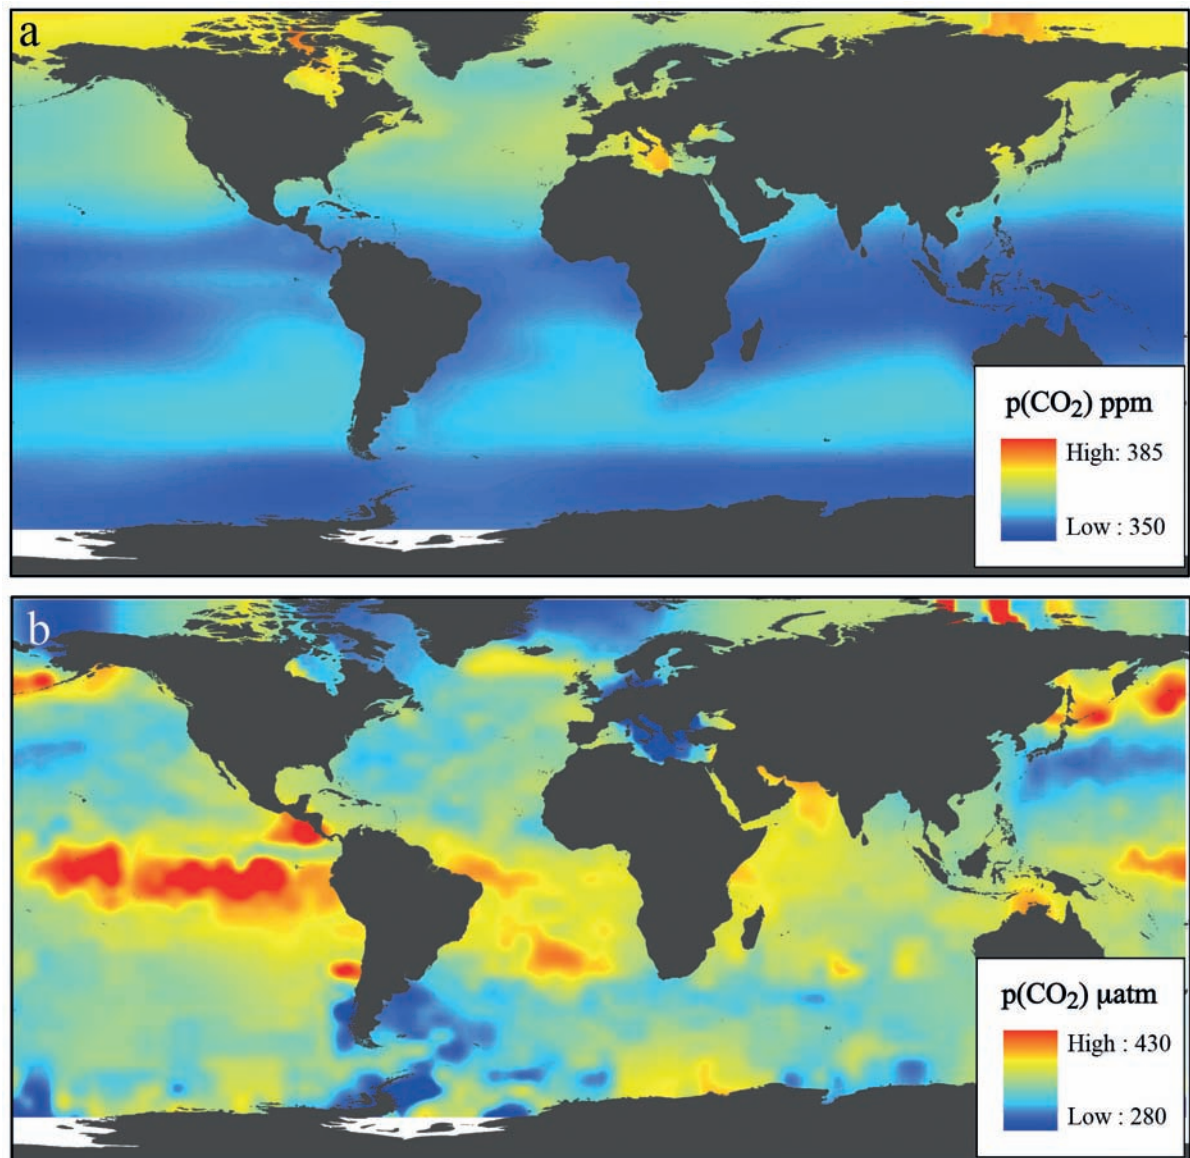 a
p(CO₂) ppm
High: 385
Low : 350
b
p(CO₂) µatm
High : 430
Low : 280